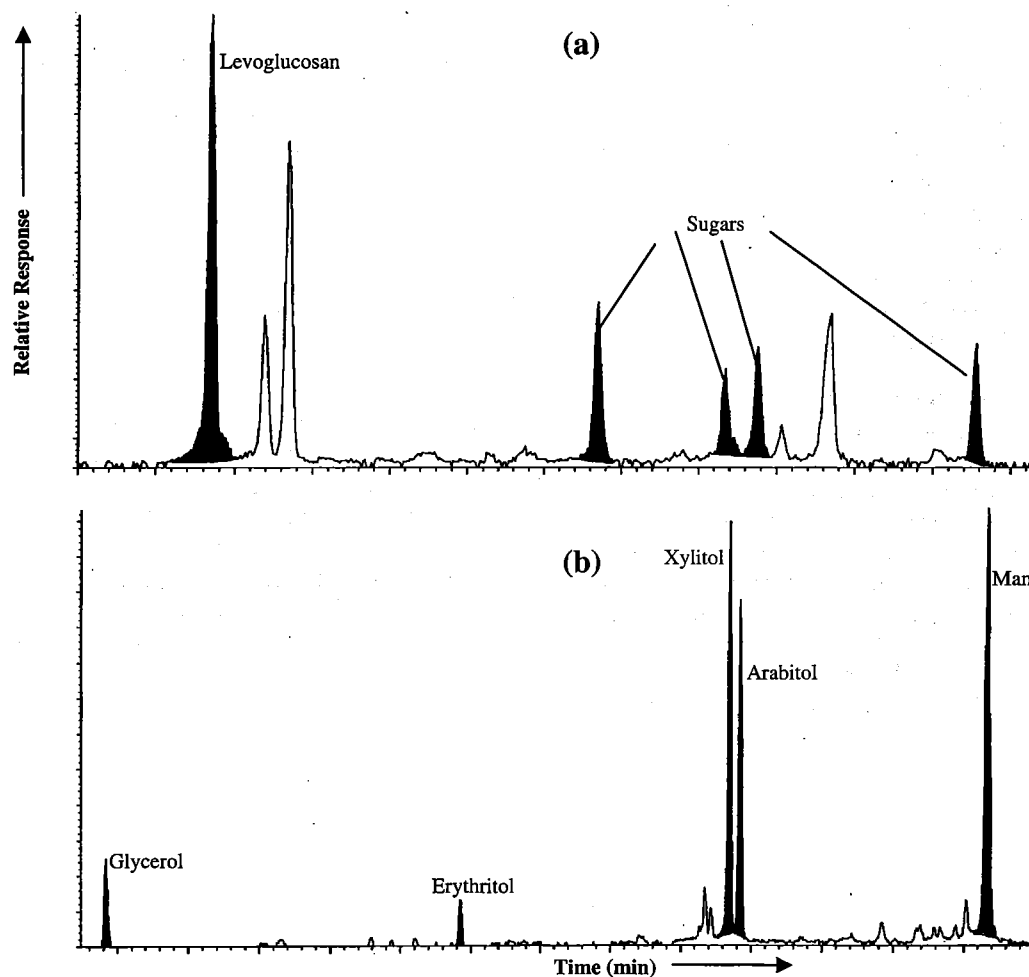 (a)
Levoglucosan
Sugars
Relative Response
(b)
Xylitol
Man
Arabitol
Glycerol
Erythritol
Time (min)